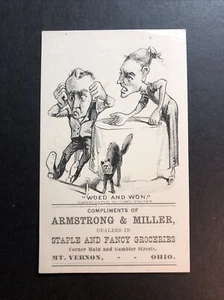 "WOED AND WON."
COMPLIMENTS OF
ARMSTRONG & MILLER,
DEALERS IN
STAPLE AND FANCY GROCERIES
Corner Main and Gambier Streets,
MT. VERNON, - - OHIO.